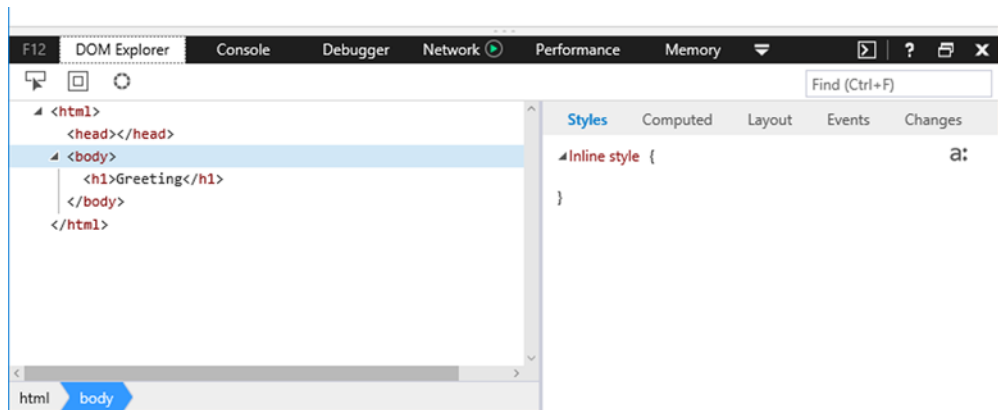 F12 DOM Explorer Console Debugger Network Performance Memory ?
Find (Ctrl+F)
<html>
<head></head>
<body>
<h1>Greeting</h1>
</body>
</html>
Styles Computed Layout Events Changes
Inline style {
a:
}
html body